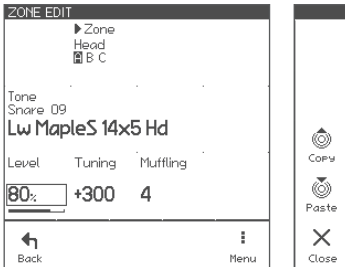 ZONE EDIT
▶Zone
Head
A B C
Tone
Snare 09
Lw MapleS 14x5 Hd
Level Tuning Muffling
80% +300 4
Back Menu
Copy
Paste
Close